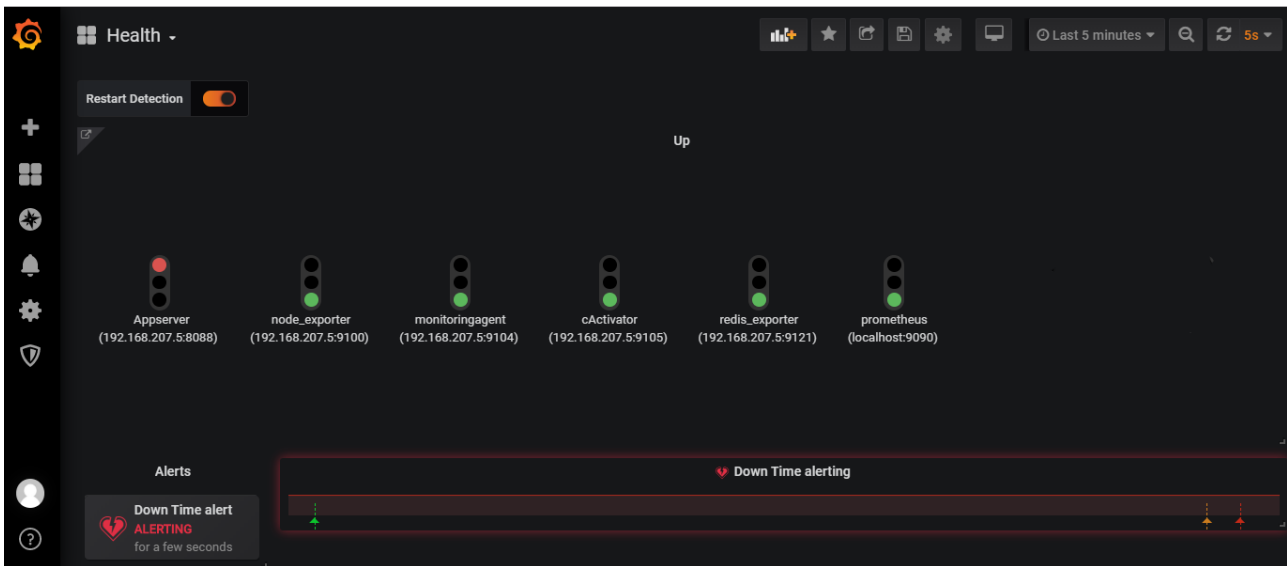 Health
Last 5 minutes
5s
Restart Detection
Up
Appserver
(192.168.207.5:8088)
node_exporter
(192.168.207.5:9100)
monitoringagent
(192.168.207.5:9104)
cActivator
(192.168.207.5:9105)
redis_exporter
(192.168.207.5:9121)
prometheus
(localhost:9090)
Alerts
Down Time alert
ALERTING
for a few seconds
Down Time alerting